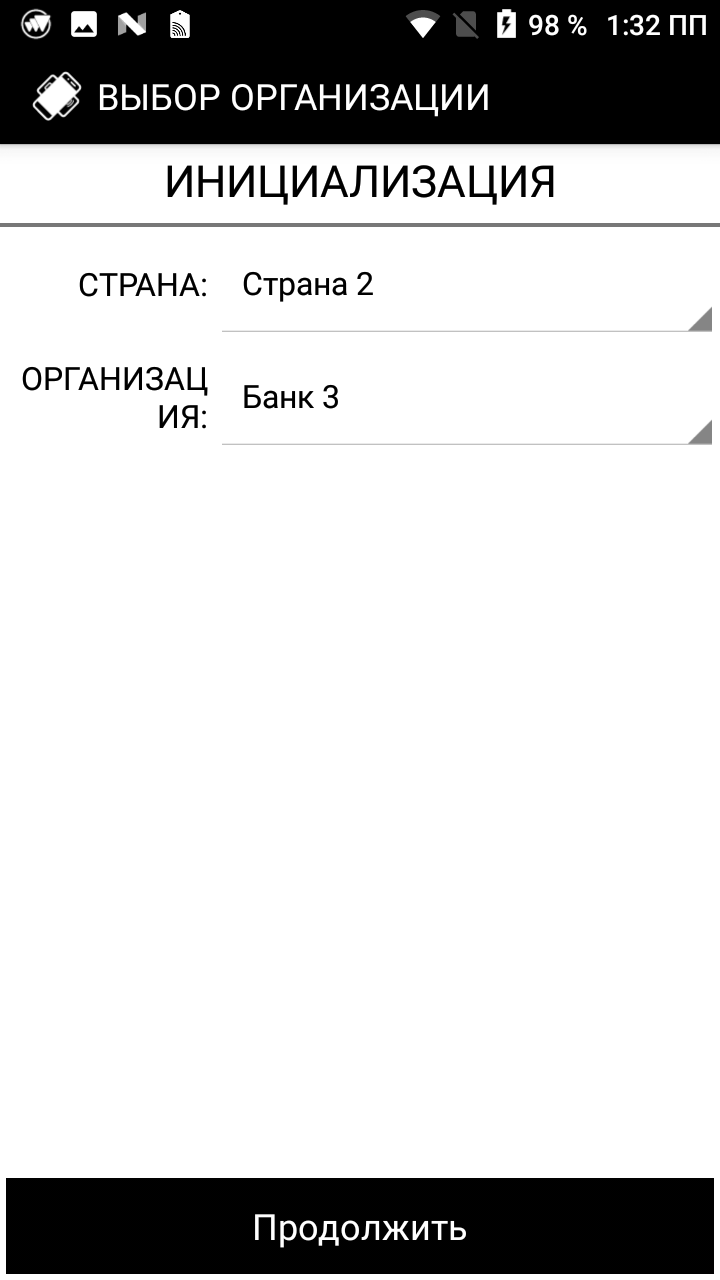 98 % 1:32 ПП
ВЫБОР ОРГАНИЗАЦИИ
ИНИЦИАЛИЗАЦИЯ
СТРАНА: Страна 2
ОРГАНИЗАЦ
ИЯ: Банк 3
Продолжить